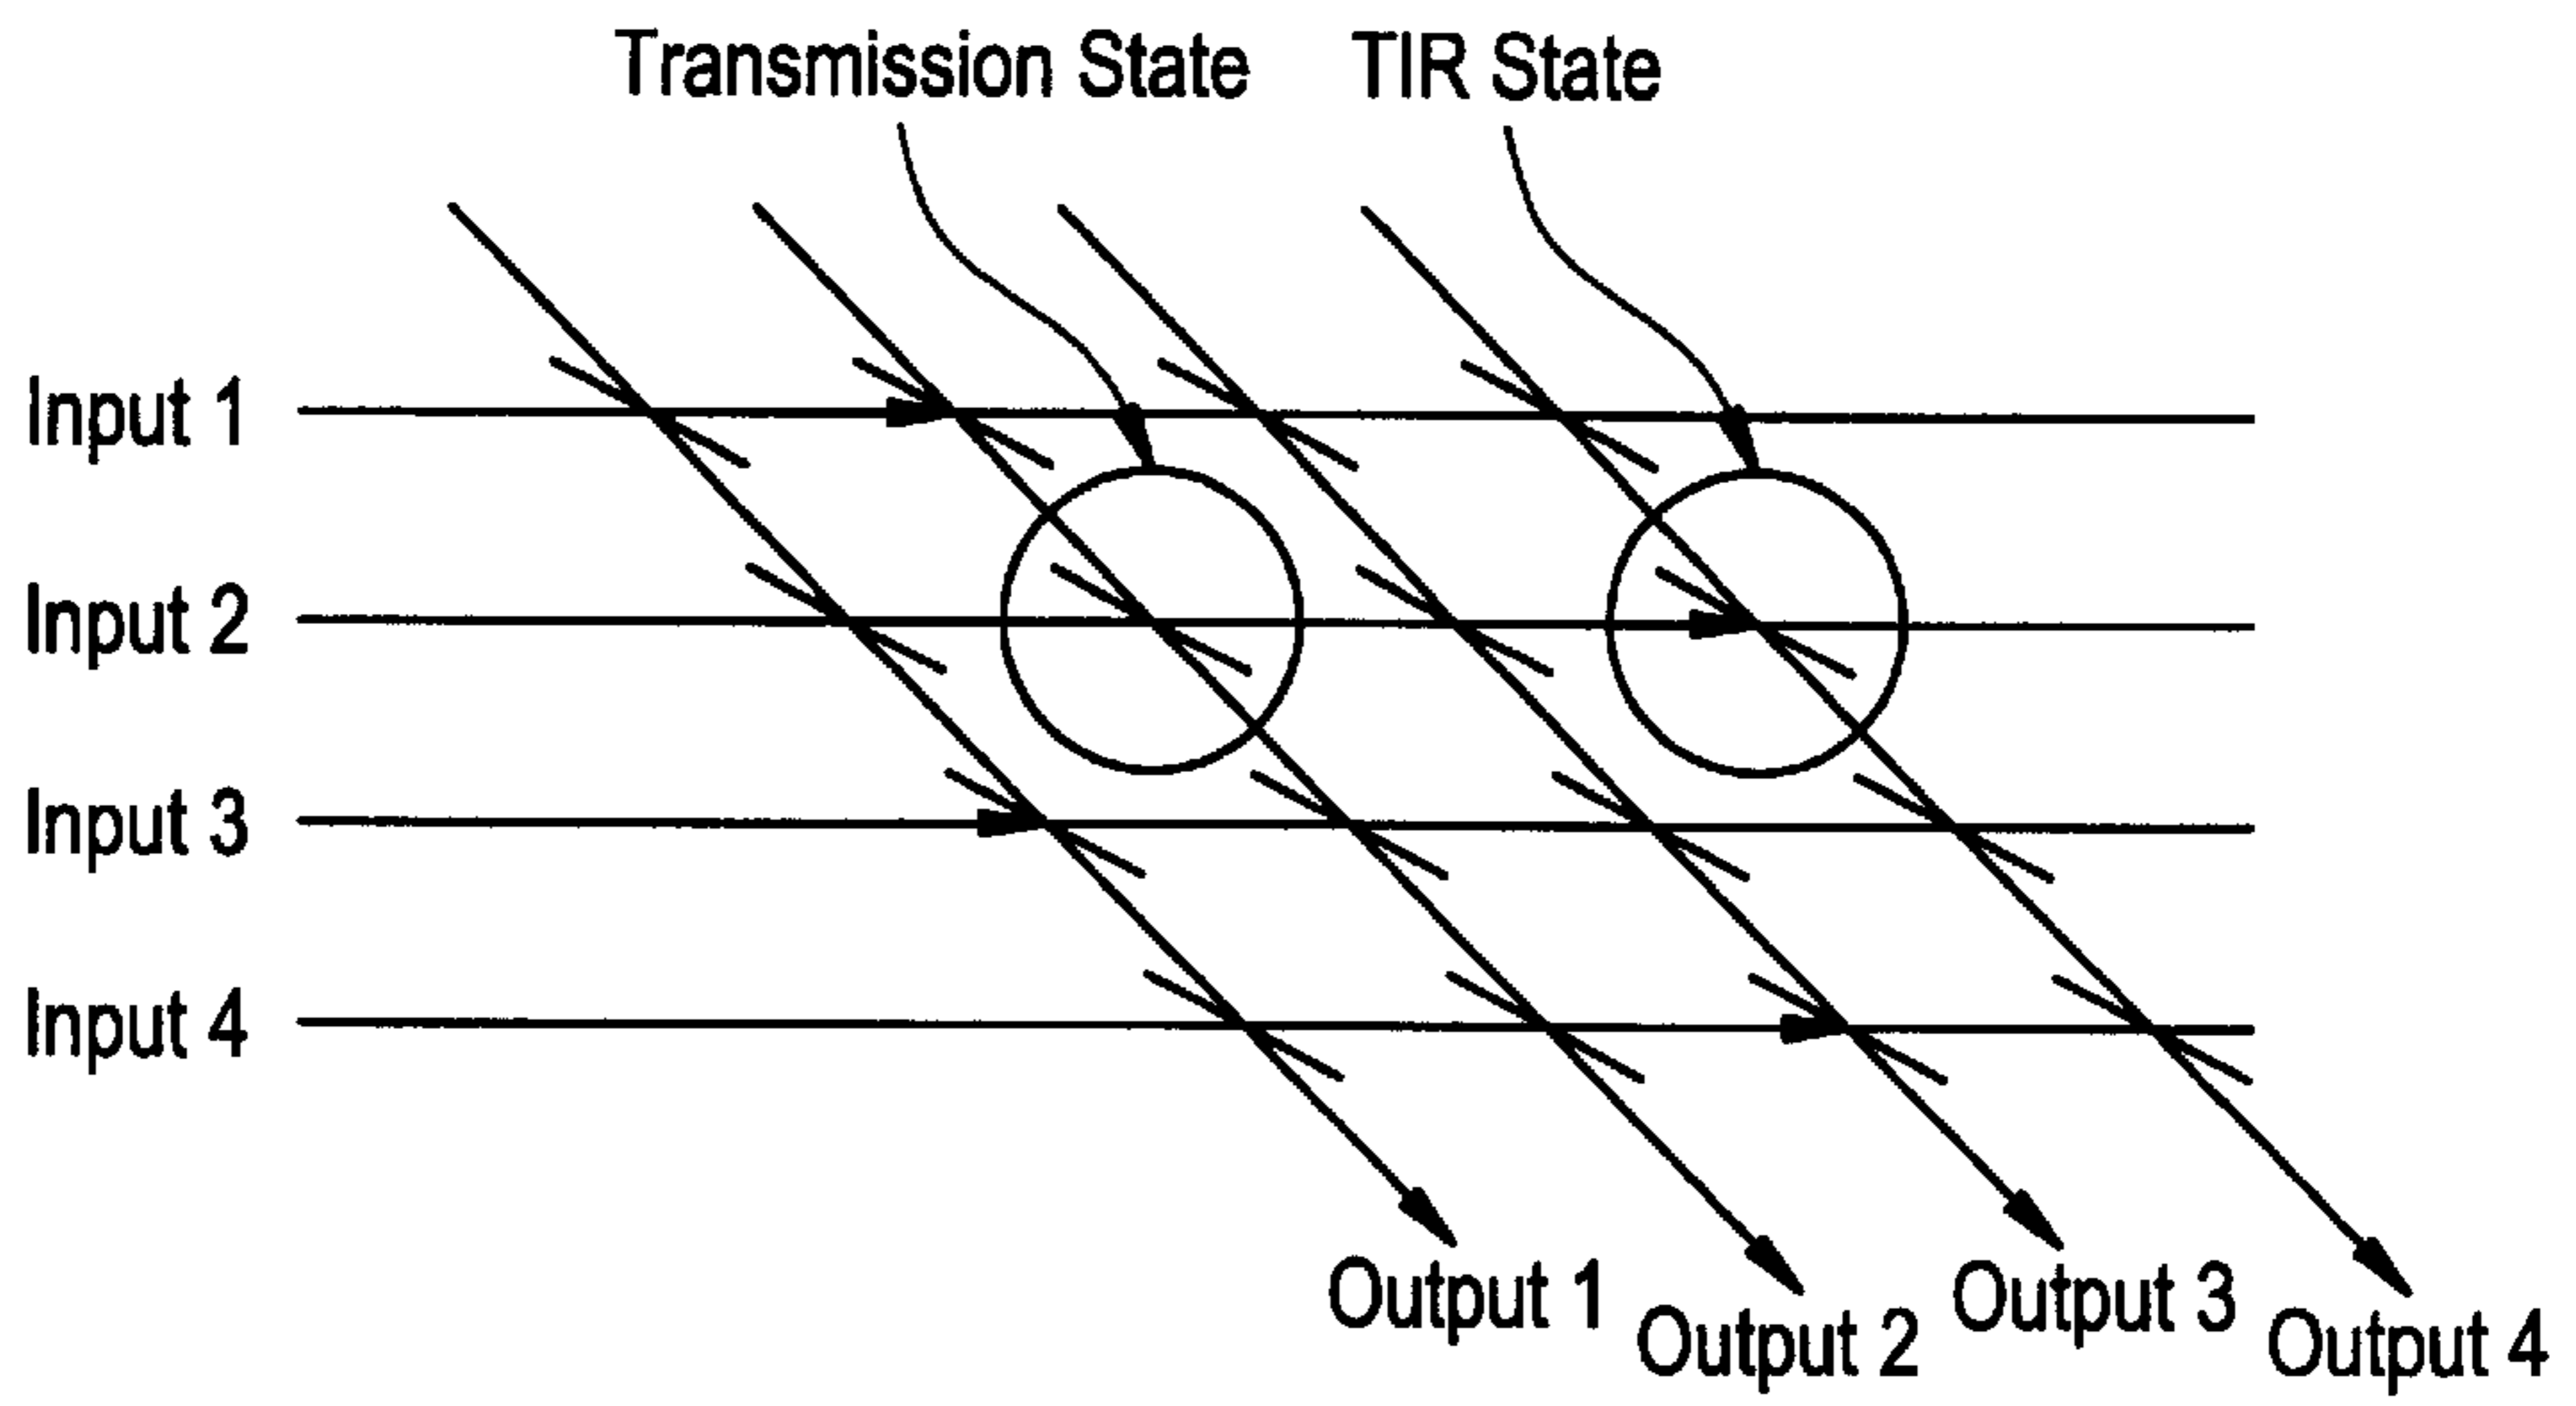 Transmission State
TIR State
Input 1
Input 2
Input 3
Input 4
Output 1
Output 2
Output 3
Output 4